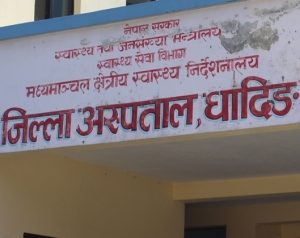 नेपाल सरकार
स्वास्थ्य तथा जनसंख्या मन्त्रालय
स्वास्थ्य सेवा विभाग
मध्यमाञ्चल क्षेत्रीय स्वास्थ्य निर्देशनालय
जिल्ला अस्पताल, धादिङ